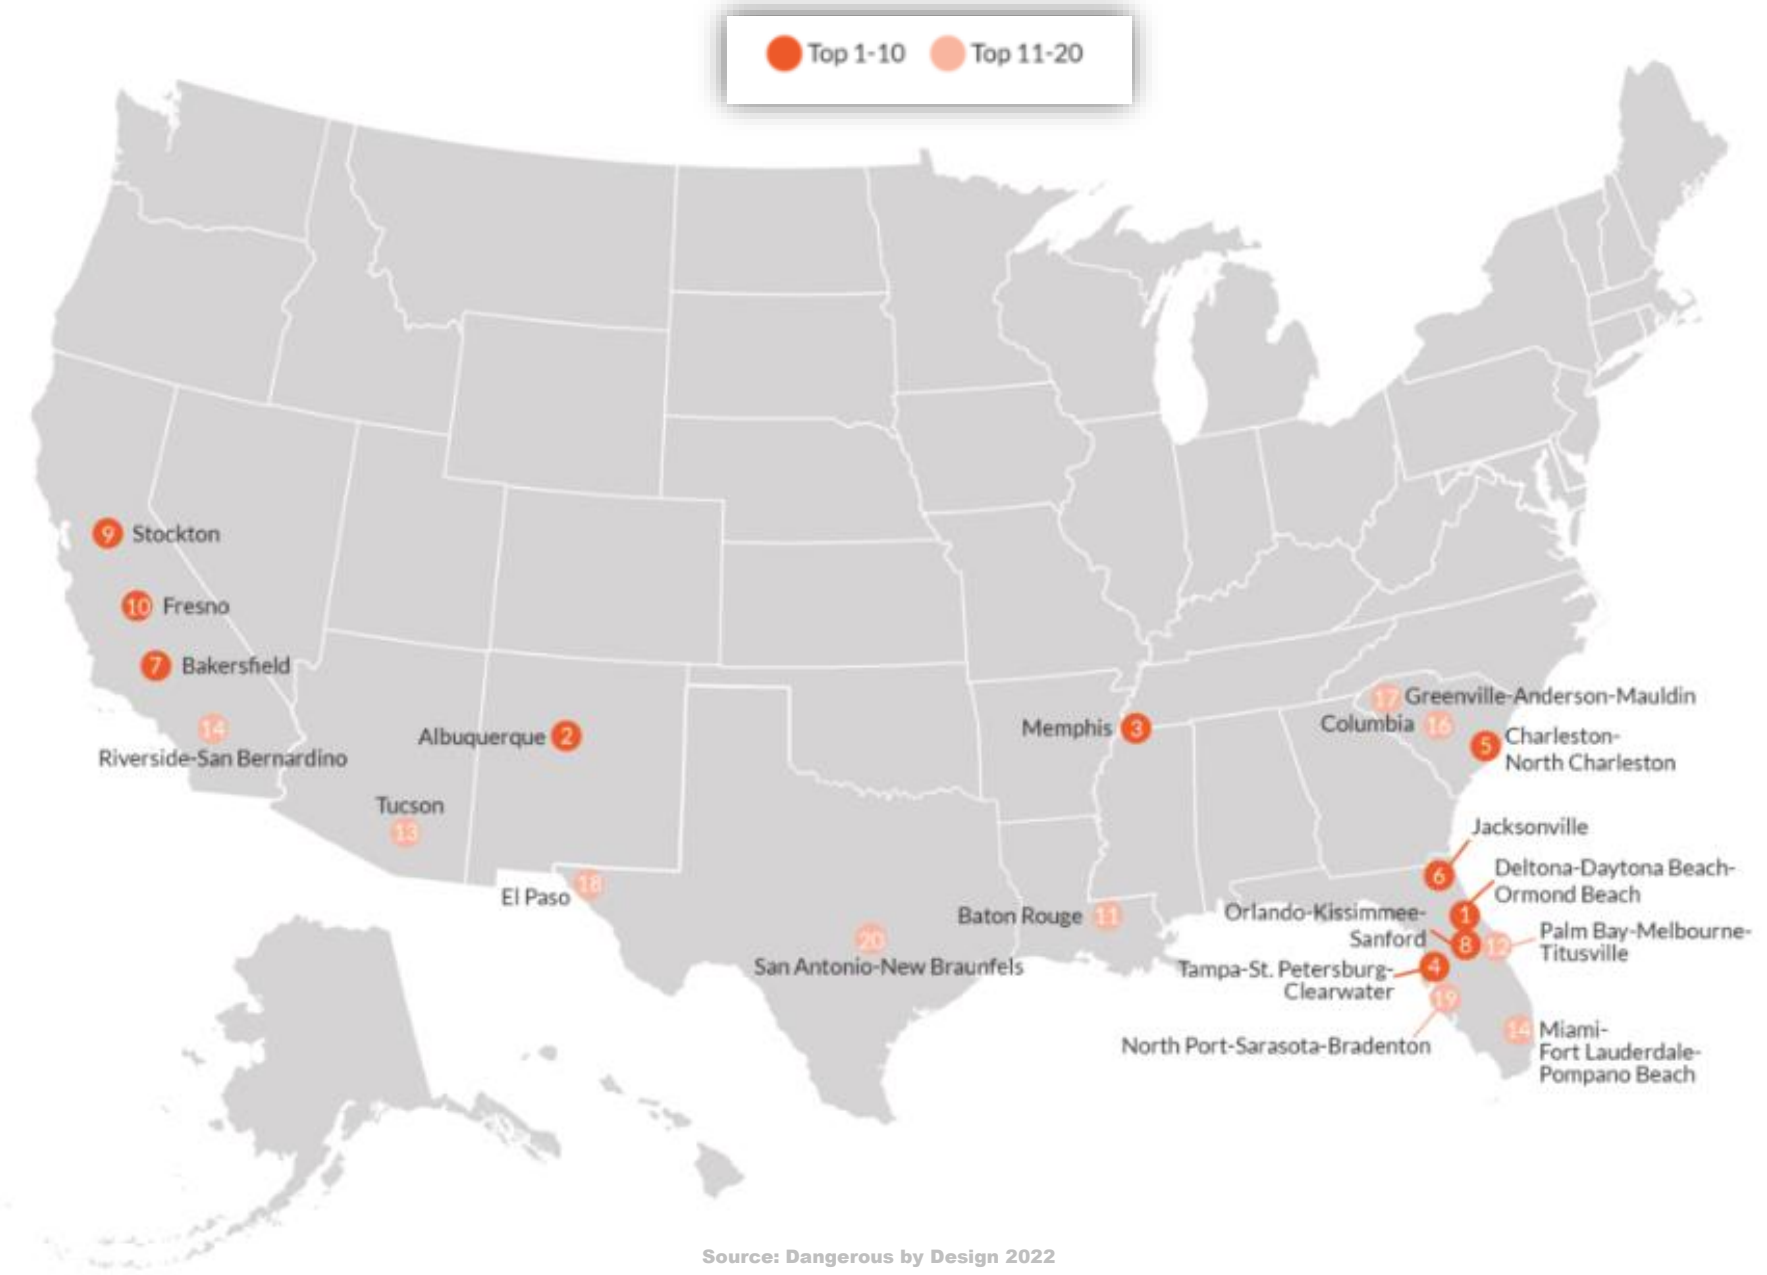 Top 1-10 Top 11-20
9 Stockton
10 Fresno
7 Bakersfield
14
Riverside-San Bernardino
Albuquerque 2
Tucson
13
El Paso 18
20
San Antonio-New Braunfels
Memphis 3
Baton Rouge 11
17 Greenville-Anderson-Mauldin
Columbia 16
5 Charleston-
North Charleston
Jacksonville
6
Deltona-Daytona Beach-
Ormond Beach
1
Orlando-Kissimmee-
Sanford
8
12 Palm Bay-Melbourne-
Titusville
Tampa-St. Petersburg-
Clearwater
4
19
North Port-Sarasota-Bradenton
14 Miami-
Fort Lauderdale-
Pompano Beach
Source: Dangerous by Design 2022